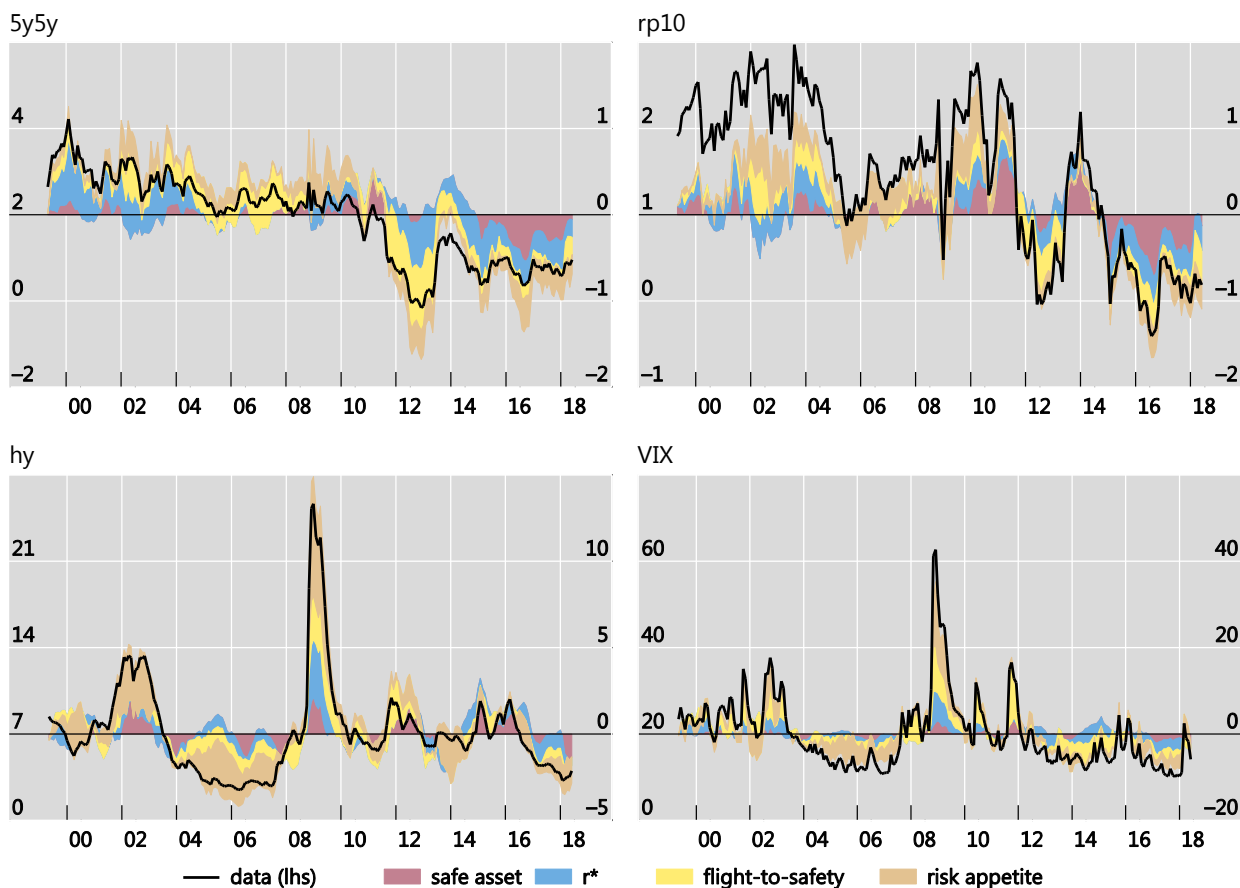 5y5y rp10
4 1 2 1
2 0 1 0
0 −1 0 −1
−2 −2 −1 −2
00 02 04 06 08 10 12 14 16 18 00 02 04 06 08 10 12 14 16 18
hy VIX
21 10 60 40
14 5 40 20
7 0 20 0
0 −5 0 −20
00 02 04 06 08 10 12 14 16 18 00 02 04 06 08 10 12 14 16 18
data (lhs) safe asset r* flight-to-safety risk appetite